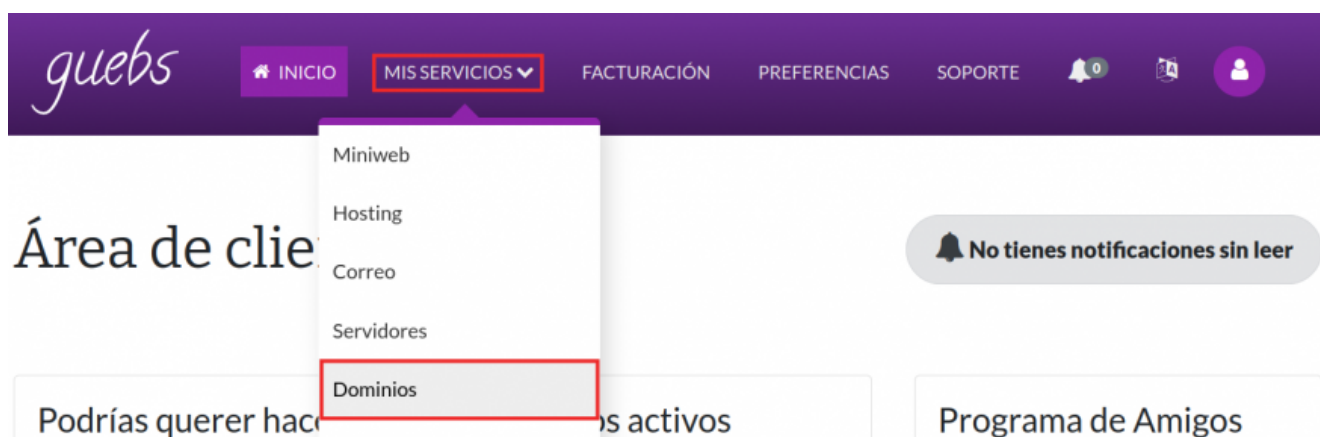 guebs
INICIO MIS SERVICIOS FACTURACIÓN PREFERENCIAS SOPORTE 0
Miniweb
Hosting
Correo
Servidores
Dominios
Área de clie
No tienes notificaciones sin leer
Podrías querer hac
os activos
Programa de Amigos